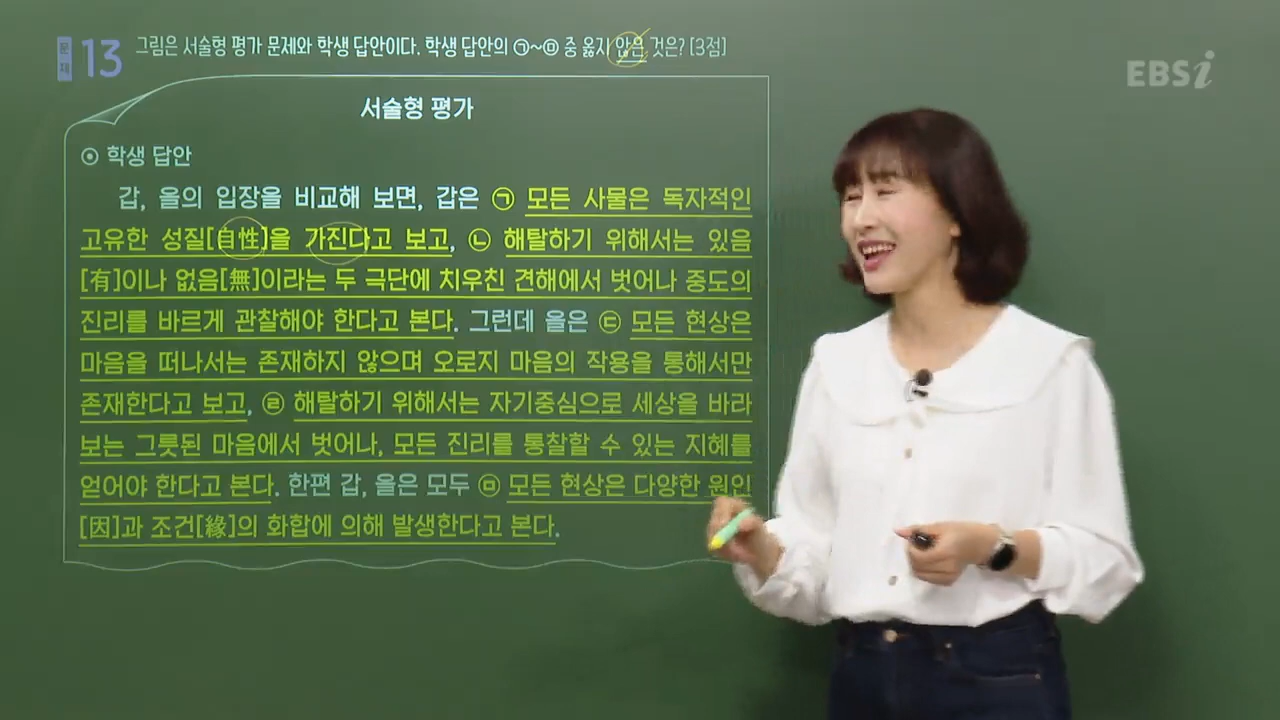 문제 13 그림은 서술형 평가 문제와 학생 답안이다. 학생 답안의 ㉠~㉤ 중 옳지 않은 것은? [3점]
EBSi
서술형 평가
⊙ 학생 답안
갑, 을의 입장을 비교해 보면, 갑은 ㉠ 모든 사물은 독자적인
고유한 성질[自性]을 가진다고 보고, ㉡ 해탈하기 위해서는 있음
[有]이나 없음[無]이라는 두 극단에 치우친 견해에서 벗어나 중도의
진리를 바르게 관찰해야 한다고 본다. 그런데 을은 ㉢ 모든 현상은
마음을 떠나서는 존재하지 않으며 오로지 마음의 작용을 통해서만
존재한다고 보고, ㉣ 해탈하기 위해서는 자기중심으로 세상을 바라
보는 그릇된 마음에서 벗어나, 모든 진리를 통찰할 수 있는 지혜를
얻어야 한다고 본다. 한편 갑, 을은 모두 ㉤ 모든 현상은 다양한 원인
[因]과 조건[緣]의 화합에 의해 발생한다고 본다.